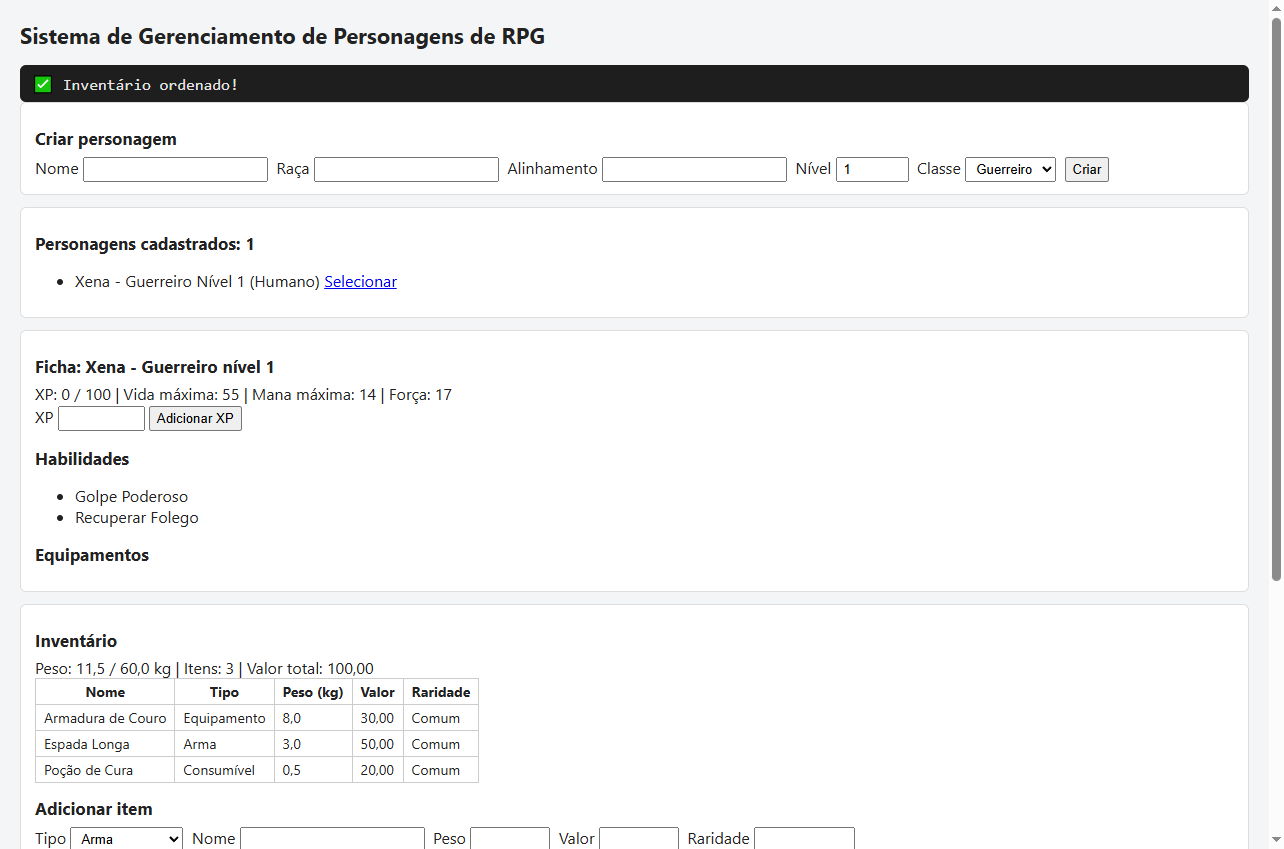 Sistema de Gerenciamento de Personagens de RPG
✅ Inventário ordenado!
Criar personagem
Nome Raça Alinhamento Nível 1 Classe Guerreiro Criar
Personagens cadastrados: 1
• Xena - Guerreiro Nível 1 (Humano) Selecionar
Ficha: Xena - Guerreiro nível 1
XP: 0 / 100 | Vida máxima: 55 | Mana máxima: 14 | Força: 17
XP Adicionar XP
Habilidades
• Golpe Poderoso
• Recuperar Folego
Equipamentos
Inventário
Peso: 11,5 / 60,0 kg | Itens: 3 | Valor total: 100,00
Nome Tipo Peso (kg) Valor Raridade
Armadura de Couro Equipamento 8,0 30,00 Comum
Espada Longa Arma 3,0 50,00 Comum
Poção de Cura Consumível 0,5 20,00 Comum
Adicionar item
Tipo Arma Nome Peso Valor Raridade